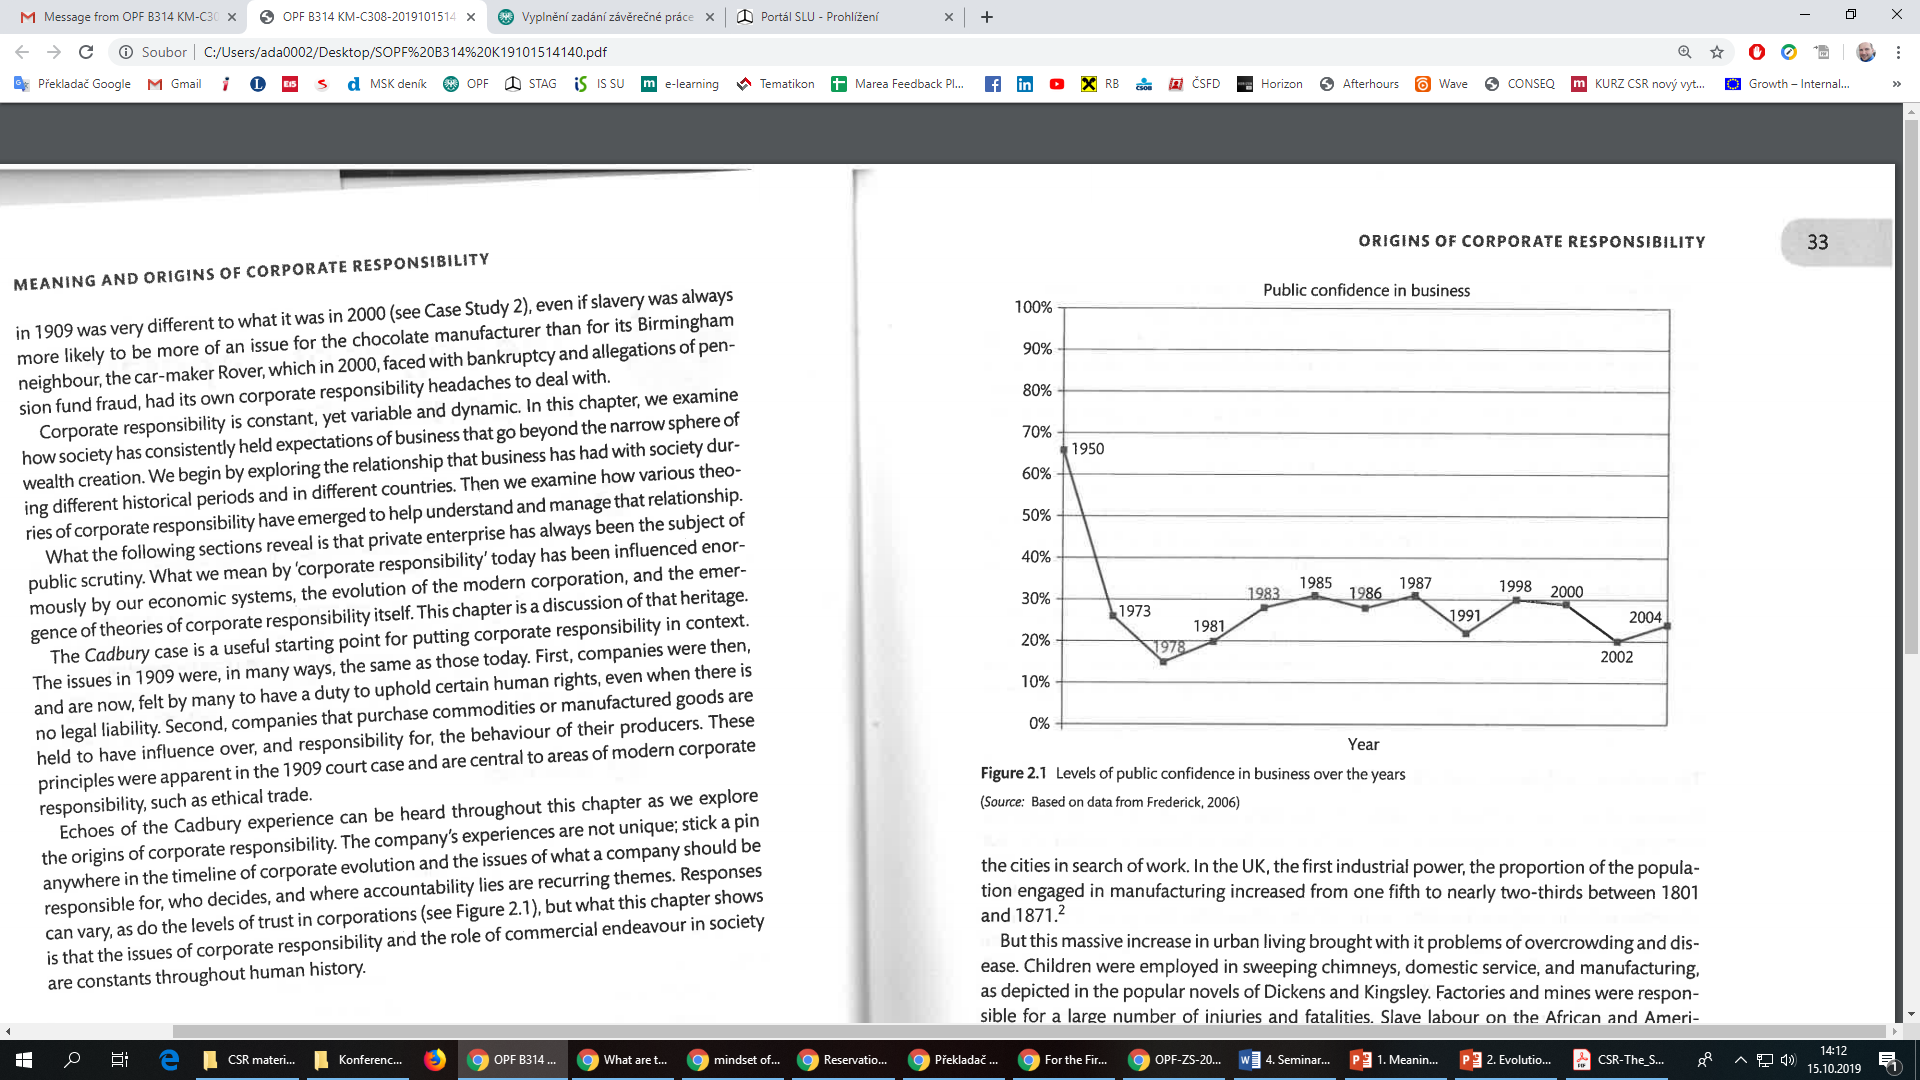 Message from OPF B314 KM-C30
OPF B314 KM-C308-2019101514
Vyplnění zadání závěrečné práce
Portál SLU - Prohlížení
Soubor
C:/Users/ada0002/Desktop/SOPF%20B314%20K19101514140.pdf
Překladač Google
Gmail
MSK deník
OPF
STAG
IS SU
e-learning
Tematikon
Marea Feedback Pl...
RB
ČSFD
Horizon
Afterhours
Wave
CONSEQ
KURZ CSR nový vyt...
Growth – Internal...
MEANING AND ORIGINS OF CORPORATE RESPONSIBILITY
in 1909 was very different to what it was in 2000 (see Case Study 2), even if slavery was always
more likely to be more of an issue for the chocolate manufacturer than for its Birmingham
neighbour, the car-maker Rover, which in 2000, faced with bankruptcy and allegations of pen-
sion fund fraud, had its own corporate responsibility headaches to deal with.
Corporate responsibility is constant, yet variable and dynamic. In this chapter, we examine
how society has consistently held expectations of business that go beyond the narrow sphere of
wealth creation. We begin by exploring the relationship that business has had with society dur-
ing different historical periods and in different countries. Then we examine how various theo-
ries of corporate responsibility have emerged to help understand and manage that relationship.
What the following sections reveal is that private enterprise has always been the subject of
public scrutiny. What we mean by 'corporate responsibility' today has been influenced enor-
mously by our economic systems, the evolution of the modern corporation, and the emer-
gence of theories of corporate responsibility itself. This chapter is a discussion of that heritage.
The Cadbury case is a useful starting point for putting corporate responsibility in context.
The issues in 1909 were, in many ways, the same as those today. First, companies were then,
and are now, felt by many to have a duty to uphold certain human rights, even when there is
no legal liability. Second, companies that purchase commodities or manufactured goods are
held to have influence over, and responsibility for, the behaviour of their producers. These
principles were apparent in the 1909 court case and are central to areas of modern corporate
responsibility, such as ethical trade.
Echoes of the Cadbury experience can be heard throughout this chapter as we explore
the origins of corporate responsibility. The company's experiences are not unique; stick a pin
anywhere in the timeline of corporate evolution and the issues of what a company should be
responsible for, who decides, and where accountability lies are recurring themes. Responses
can vary, as do the levels of trust in corporations (see Figure 2.1), but what this chapter shows
is that the issues of corporate responsibility and the role of commercial endeavour in society
are constants throughout human history.
ORIGINS OF CORPORATE RESPONSIBILITY
33
Public confidence in business
100%
90%
80%
70%
60%
50%
40%
30%
20%
10%
0%
1950
1973
1978
1981
1983
1985
1986
1987
1991
1998
2000
2002
2004
Year
Figure 2.1 Levels of public confidence in business over the years
(Source: Based on data from Frederick, 2006)
the cities in search of work. In the UK, the first industrial power, the proportion of the popula-
tion engaged in manufacturing increased from one fifth to nearly two-thirds between 1801
and 1871.2
But this massive increase in urban living brought with it problems of overcrowding and dis-
ease. Children were employed in sweeping chimneys, domestic service, and manufacturing,
as depicted in the popular novels of Dickens and Kingsley. Factories and mines were respon-
sible for a large number of injuries and fatalities. Slave labour on the African and Ameri-
CSR materi...
Konferenc...
OPF B314 ...
What are t...
mindset of...
Reservatio...
Překladač ...
For the Fir...
OPF-ZS-20...
4. Seminar...
1. Meanin...
2. Evolutio...
CSR-The_S...
14:12
15.10.2019